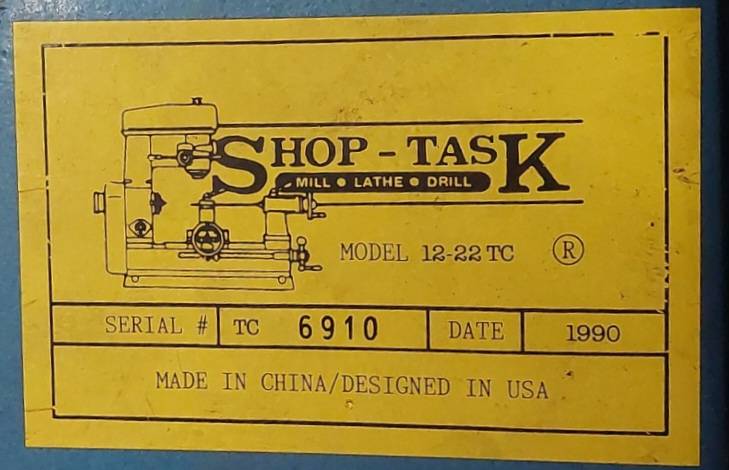 SHOP-TASK
MILL • LATHE • DRILL
MODEL 12-22 TC ®
SERIAL # TC 6910 DATE 1990
MADE IN CHINA/DESIGNED IN USA